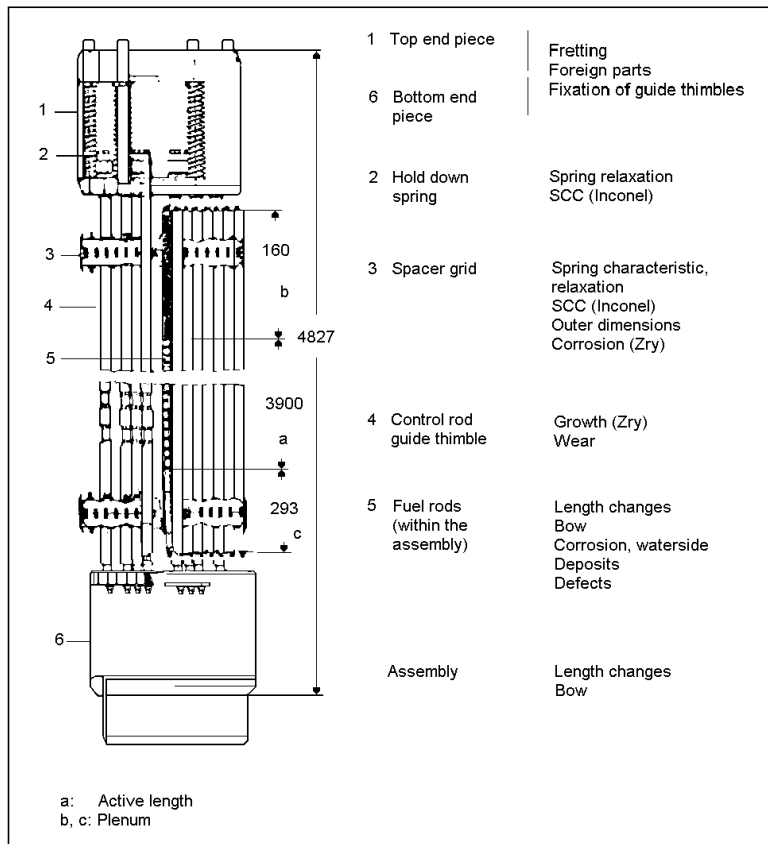 1
2
3
4
5
6
160
b
4827
3900
a
293
c
a: Active length
b, c: Plenum
1 Top end piece
6 Bottom end
piece
Fretting
Foreign parts
Fixation of guide thimbles
2 Hold down
spring
Spring relaxation
SCC (Inconel)
3 Spacer grid
Spring characteristic,
relaxation
SCC (Inconel)
Outer dimensions
Corrosion (Zry)
4 Control rod
guide thimble
Growth (Zry)
Wear
5 Fuel rods
(within the
assembly)
Length changes
Bow
Corrosion, waterside
Deposits
Defects
Assembly
Length changes
Bow